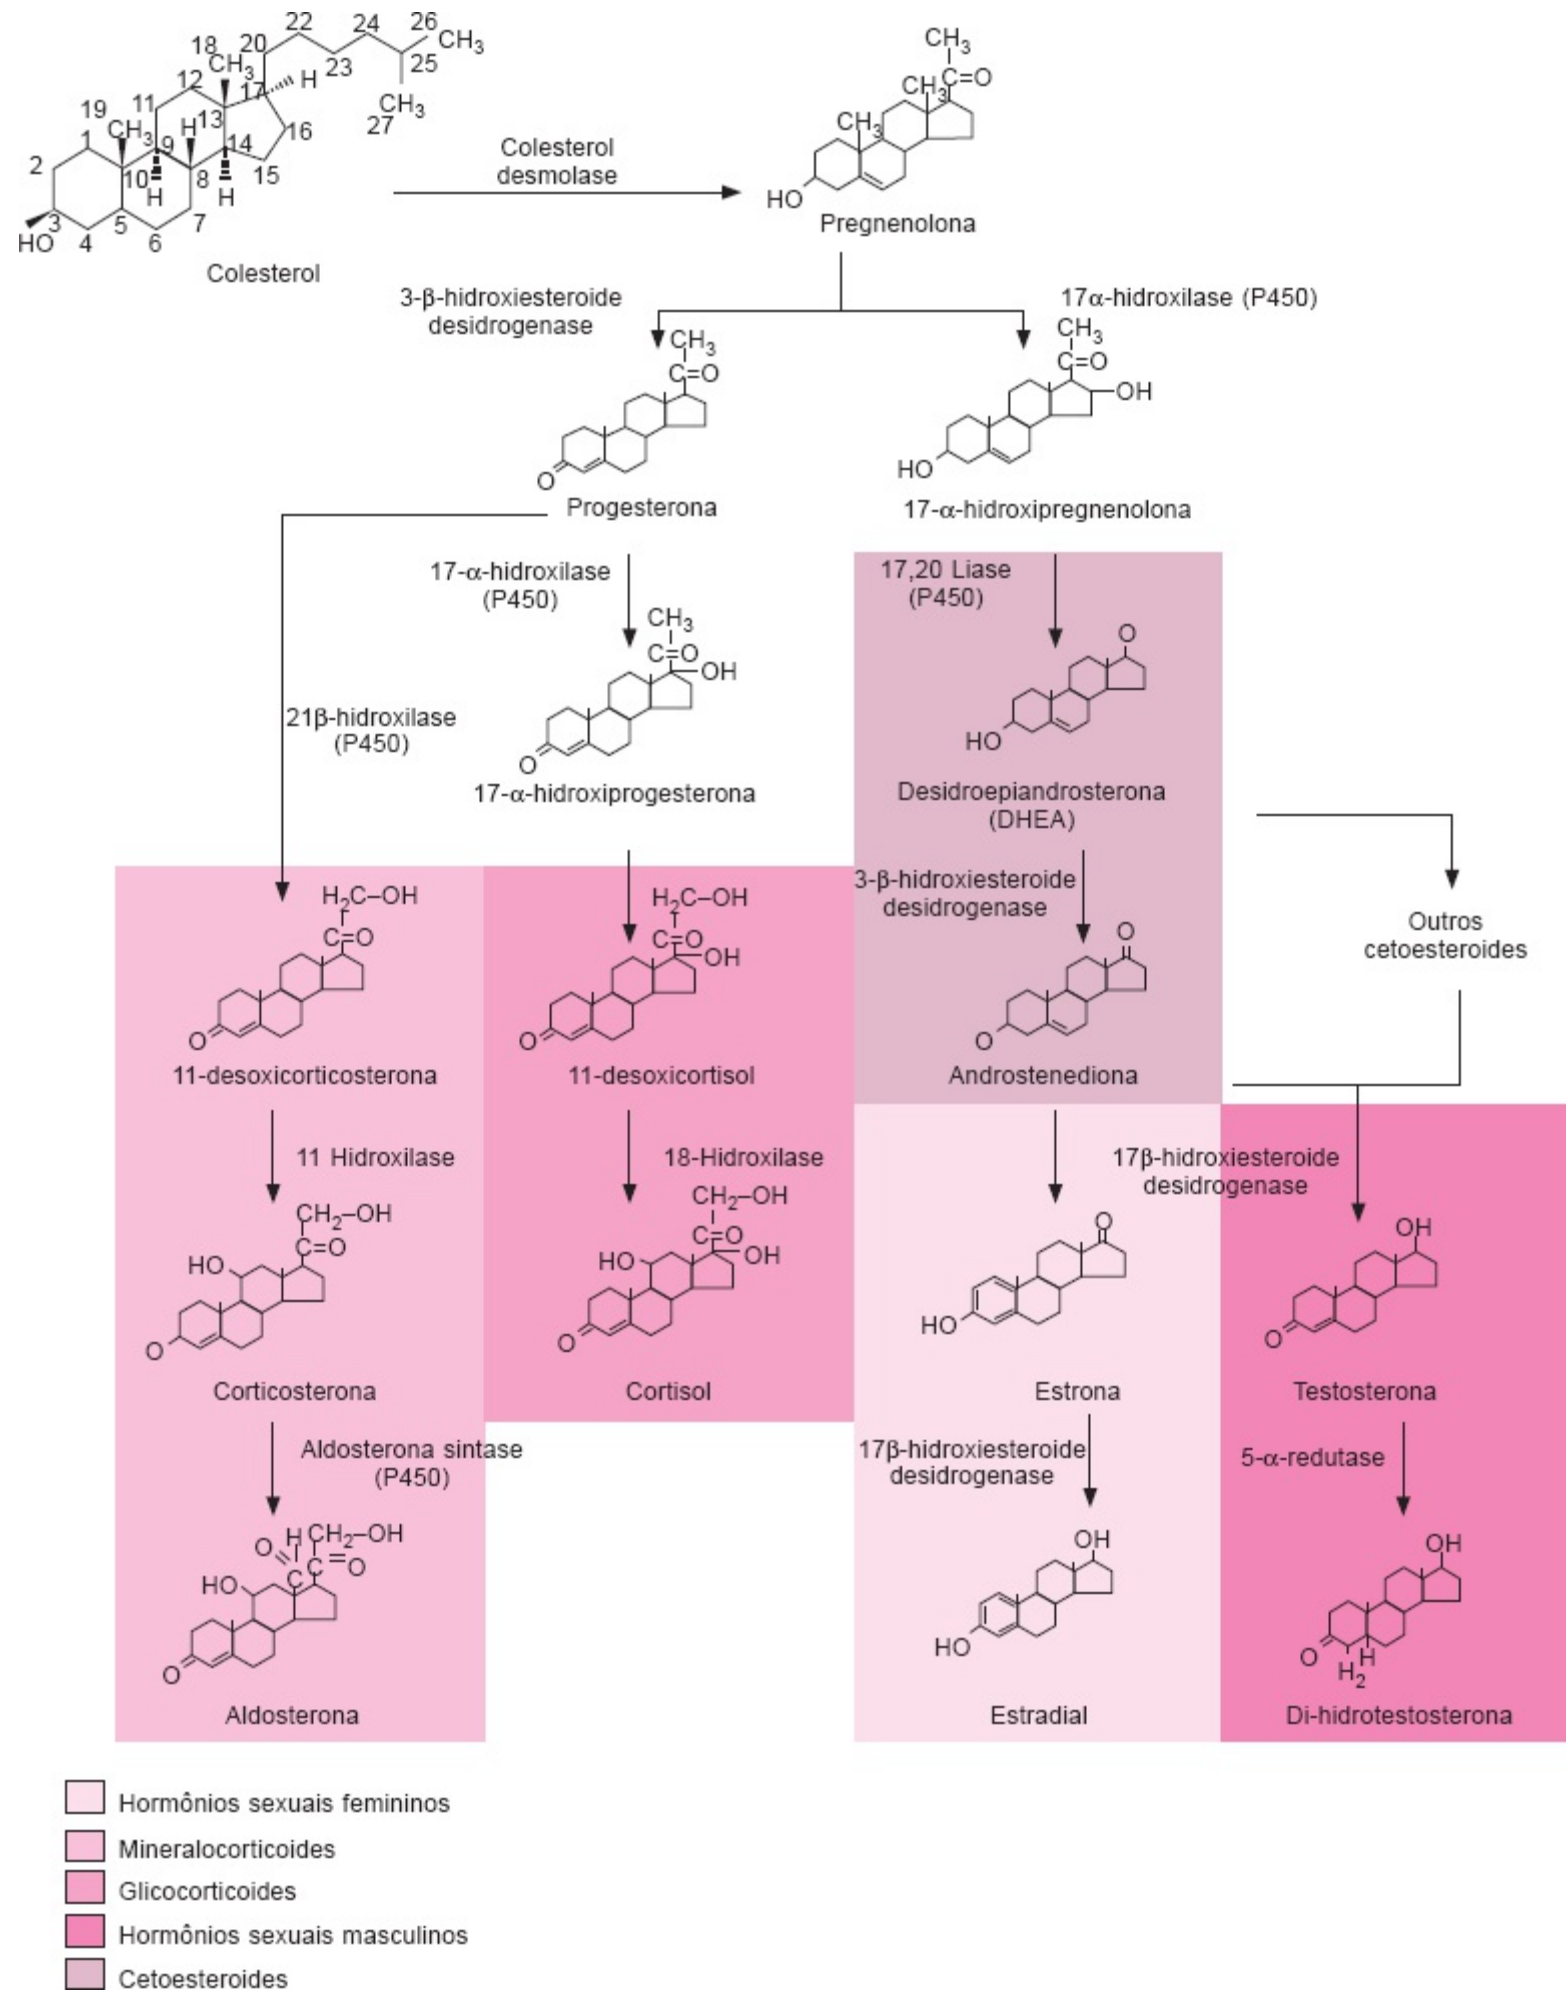 22
24
26
CH3
18
20
23
25
CH3
12
17
H
CH3
27
11
13
16
19
CH3
H
14
1
9
15
2
10
8
H
H
3
5
7
HO
4
6
Colesterol
Colesterol
desmolase
CH3
C=O
CH3
CH3
HO
Pregnenolona
3-β-hidroxiesteroide
desidrogenase
17α-hidroxilase (P450)
CH3
C=O
O
Progesterona
CH3
C=O
OH
HO
17-α-hidroxipregnenolona
17-α-hidroxilase
(P450)
17,20 Liase
(P450)
21β-hidroxilase
(P450)
CH3
C=O
OH
O
17-α-hidroxiprogesterona
O
HO
Desidroepiandrosterona
(DHEA)
3-β-hidroxiesteroide
desidrogenase
Outros
cetoesteroides
H2C–OH
C=O
O
11-desoxicorticosterona
H2C–OH
C=O
OH
O
11-desoxicortisol
O
O
Androstenediona
11 Hidroxilase
18-Hidroxilase
17β-hidroxiesteroide
desidrogenase
CH2–OH
C=O
HO
O
Corticosterona
CH2–OH
C=O
HO
OH
O
Cortisol
O
HO
Estrona
OH
O
Testosterona
Aldosterona sintase
(P450)
17β-hidroxiesteroide
desidrogenase
5-α-redutase
H
CH2–OH
O
C
C
=O
HO
O
Aldosterona
OH
HO
Estradial
OH
O
H
H2
Di-hidrotestosterona
Hormônios sexuais femininos
Mineralocorticoides
Glicocorticoides
Hormônios sexuais masculinos
Cetoesteroides